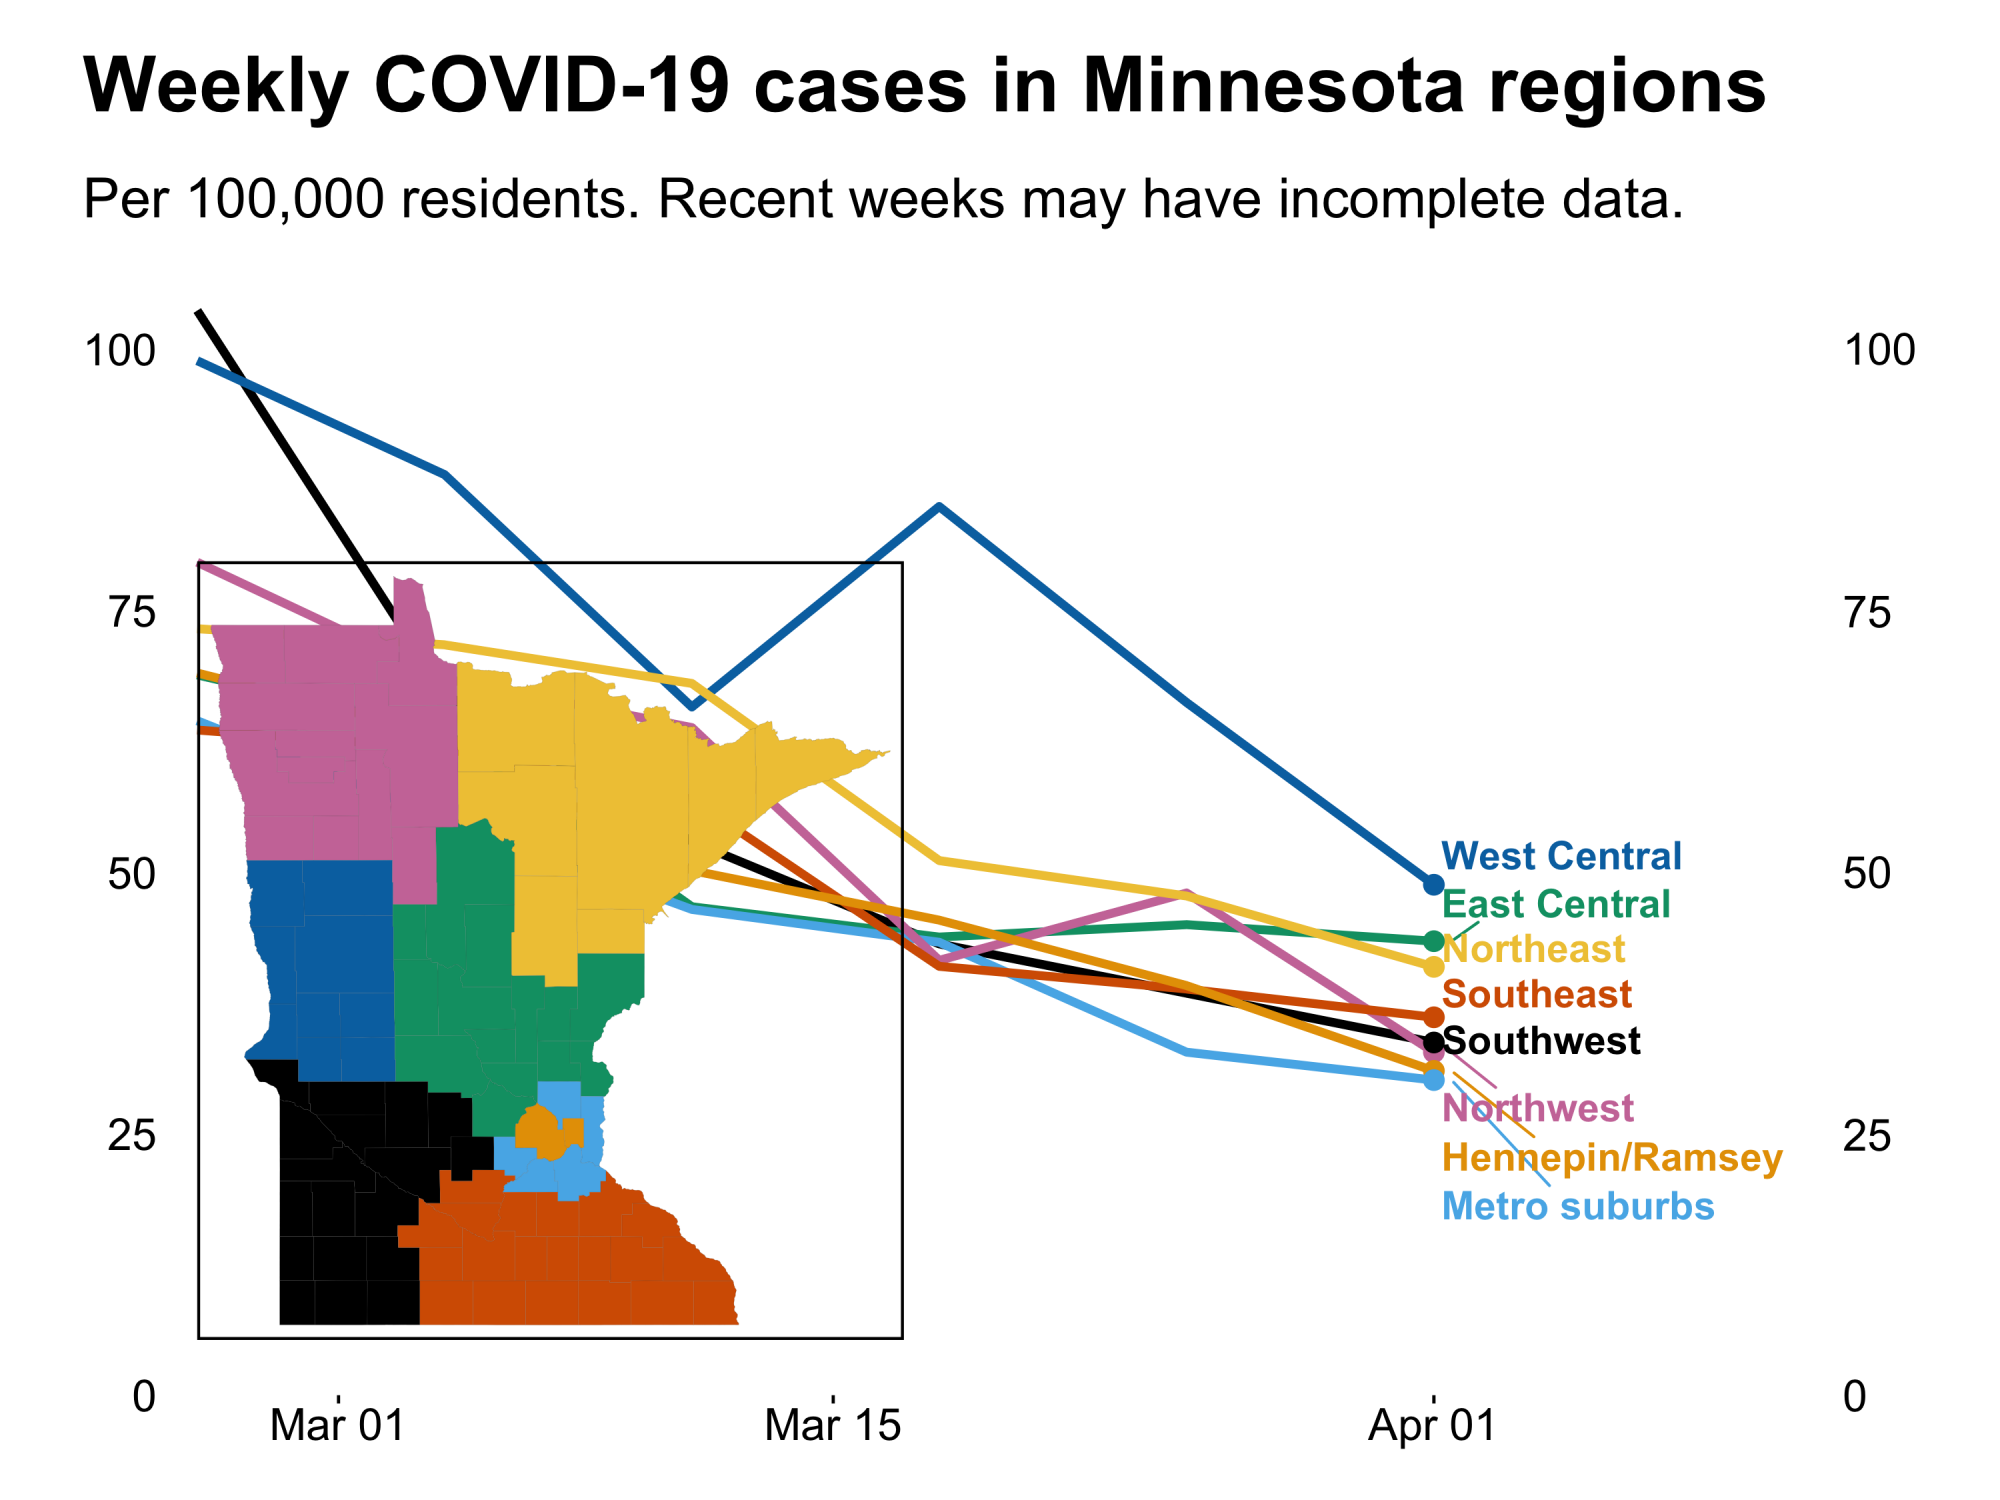 Weekly COVID-19 cases in Minnesota regions
Per 100,000 residents. Recent weeks may have incomplete data.
100
100
75
75
50
50
25
25
0
0
West Central
East Central
Northeast
Southeast
Southwest
Northwest
Hennepin/Ramsey
Metro suburbs
Mar 01
Mar 15
Apr 01